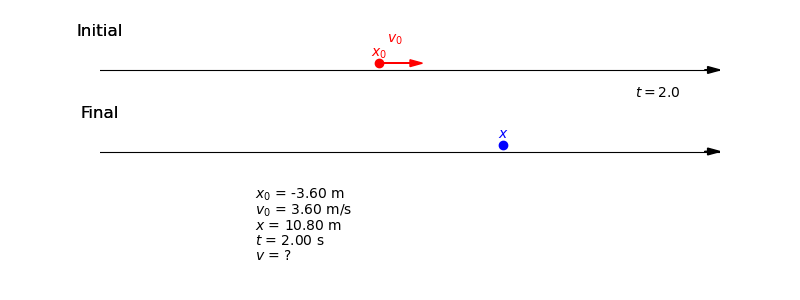 Initial
v₀
x₀
t = 2.0
Final
x
x₀ = -3.60 m
v₀ = 3.60 m/s
x = 10.80 m
t = 2.00 s
v = ?